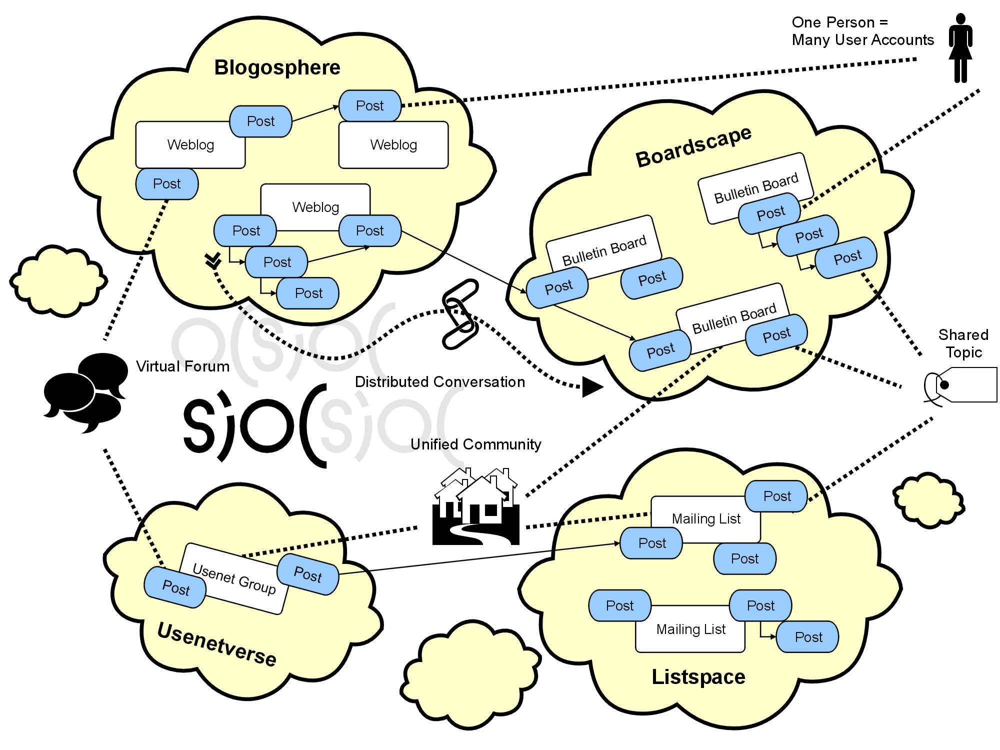 One Person =
Many User Accounts
Blogosphere
Post
Post
Weblog
Weblog
Post
Weblog
Post
Post
Post
Post
Boardscape
Bulletin Board
Post
Post
Post
Bulletin Board
Post
Post
Bulletin Board
Post
Post
Shared
Topic
Virtual Forum
Distributed Conversation
sioc
sioc
sioc
Unified Community
Post
Mailing List
Post
Post
Usenet Group
Post
Post
Usenetverse
Post
Post
Mailing List
Post
Listspace